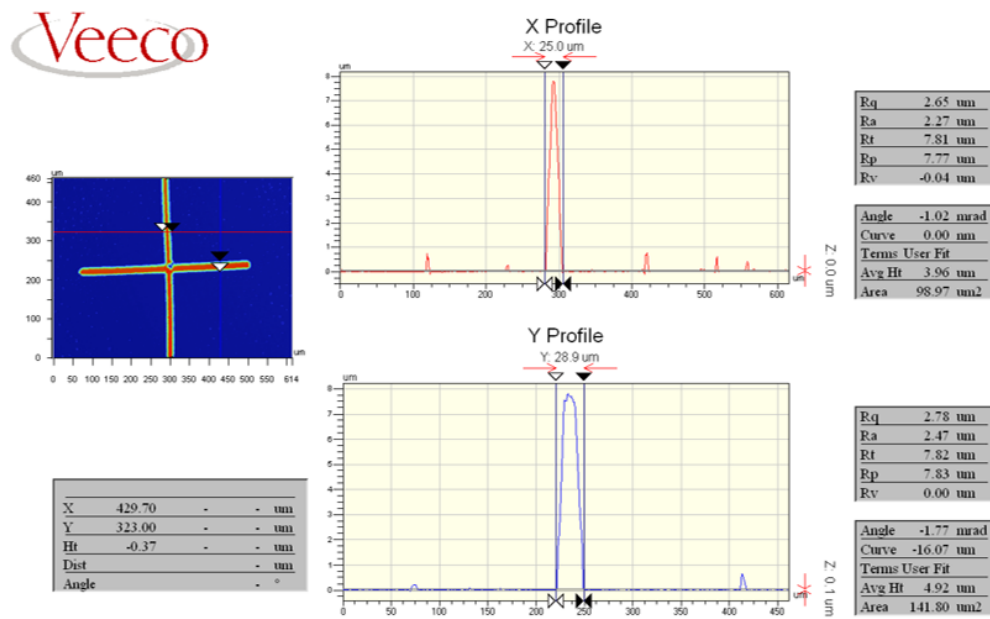 Veeco
X Profile
X: 25.0 um
um
8
7
6
5
4
3
2
1
0
0 100 200 300 400 500 600
um
Z: 0.0 um
Rq 2.65 um
Ra 2.27 um
Rt 7.81 um
Rp 7.77 um
Rv -0.04 um
Angle -1.02 mrad
Curve 0.00 nm
Terms User Fit
Avg Ht 3.96 um
Area 98.97 um2
um
460
400
300
200
100
0
um
0 50 100 150 200 250 300 350 400 450 500 550 614
Y Profile
Y: 28.9 um
um
8
7
6
5
4
3
2
1
0
0 50 100 150 200 250 300 350 400 450
um
Z: 0.1 um
Rq 2.78 um
Ra 2.47 um
Rt 7.82 um
Rp 7.83 um
Rv 0.00 um
Angle -1.77 mrad
Curve -16.07 um
Terms User Fit
Avg Ht 4.92 um
Area 141.80 um2
X 429.70 - - um
Y 323.00 - - um
Ht -0.37 - - um
Dist - um
Angle - °